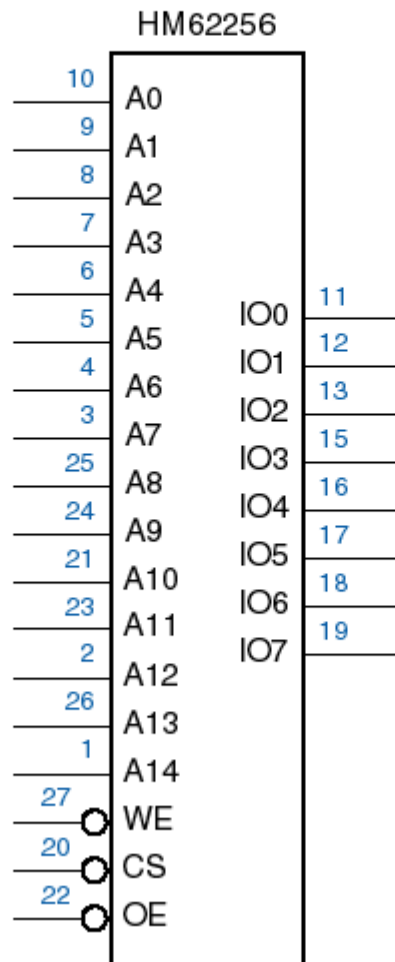 HM62256
10 A0
9 A1
8 A2
7 A3
6 A4
IO0 11
5 A5
IO1 12
4 A6
IO2 13
3 A7
IO3 15
25 A8
IO4 16
24 A9
IO5 17
21 A10
IO6 18
23 A11
IO7 19
2 A12
26 A13
1 A14
27 WE
20 CS
22 OE